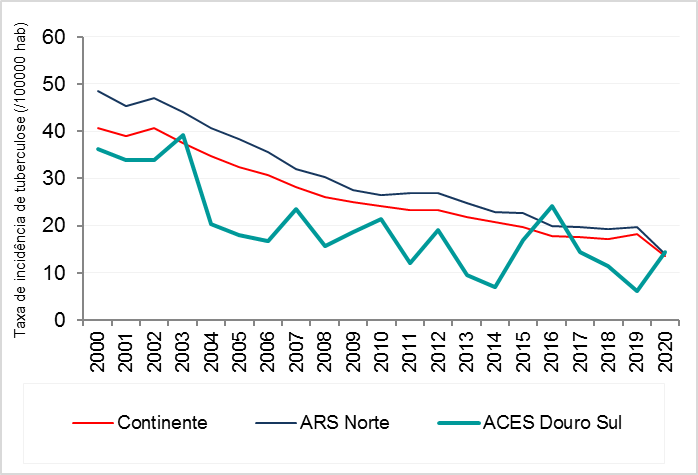 Taxa de incidência de tuberculose (/100000 hab)
60
50
40
30
20
10
0
2000 2001 2002 2003 2004 2005 2006 2007 2008 2009 2010 2011 2012 2013 2014 2015 2016 2017 2018 2019 2020
Continente ARS Norte ACES Douro Sul